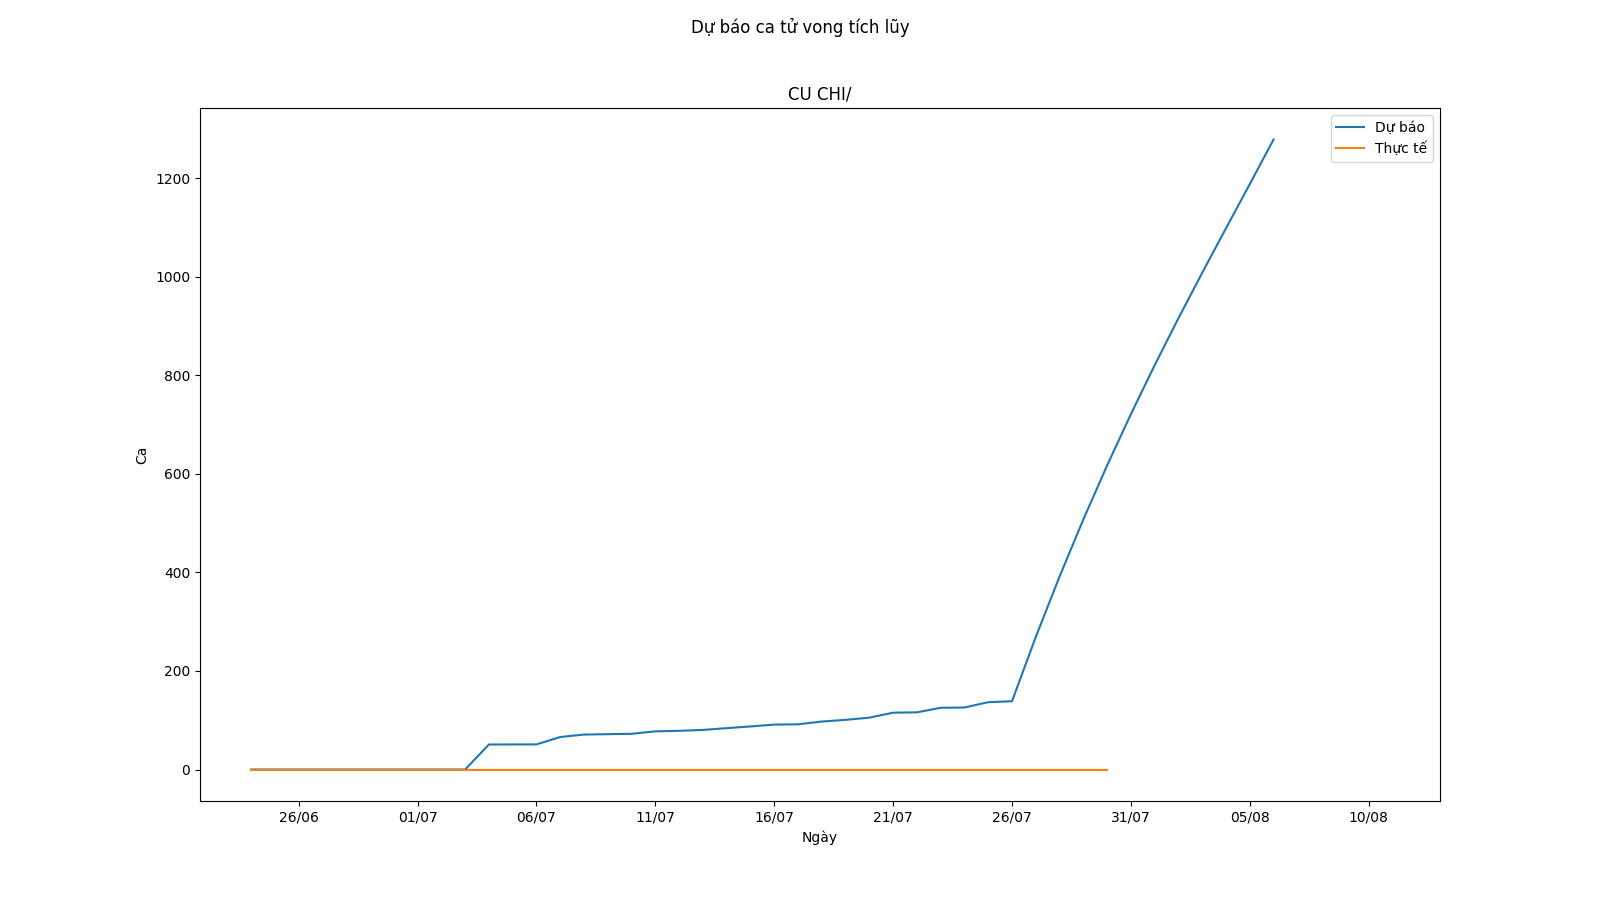 Dự báo ca tử vong tích lũy
CU CHI/
Dự báo
Thực tế
1200
1000
800
600
400
200
0
Ca
26/06
01/07
06/07
11/07
16/07
21/07
26/07
31/07
05/08
10/08
Ngày